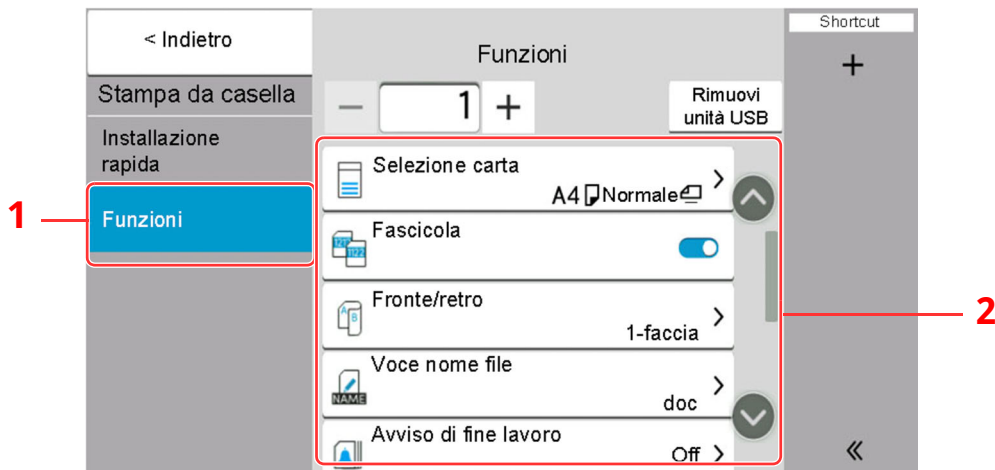 < Indietro
Stampa da casella
Installazione
rapida
Funzioni
1
Funzioni
1
Rimuovi
unità USB
Selezione carta
A4 Normale
Fascicola
Fronte/retro
1-faccia
Voce nome file
NAME
doc
Avviso di fine lavoro
Off
Shortcut
2